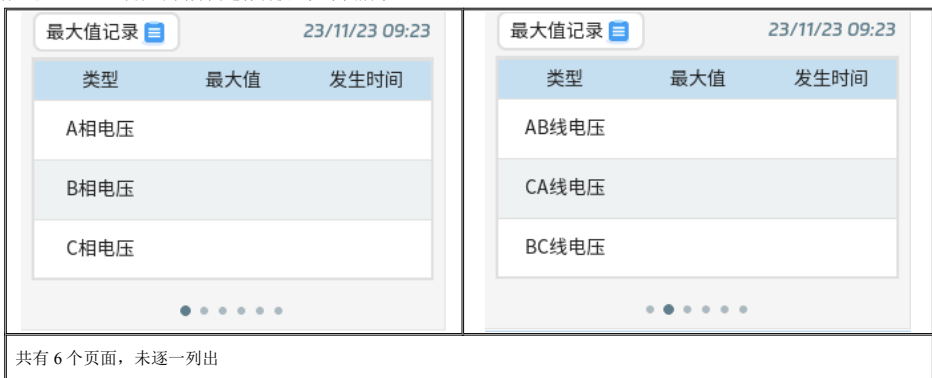 最大值记录 23/11/23 09:23
类型 最大值 发生时间
A相电压
B相电压
C相电压
最大值记录 23/11/23 09:23
类型 最大值 发生时间
AB线电压
CA线电压
BC线电压
共有 6 个页面，未逐一列出